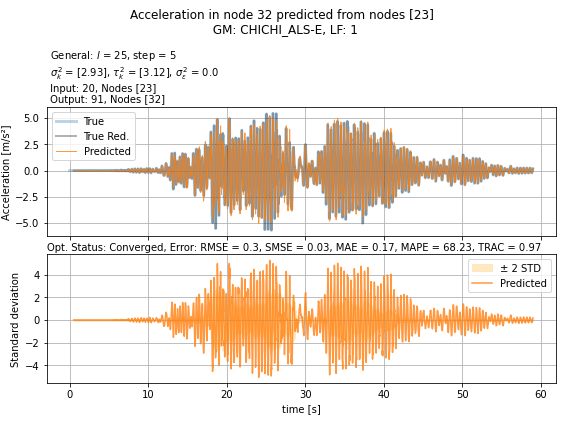 Acceleration in node 32 predicted from nodes [23]
GM: CHICHI_ALS-E, LF: 1
General: l = 25, step = 5
σ²ₖ = [2.93], τ²ₖ = [3.12], σ²ε = 0.0
Input: 20, Nodes [23]
Output: 91, Nodes [32]
Acceleration [m/s²]
5.0
2.5
0.0
−2.5
−5.0
True
True Red.
Predicted
Opt. Status: Converged, Error: RMSE = 0.3, SMSE = 0.03, MAE = 0.17, MAPE = 68.23, TRAC = 0.97
Standard deviation
4
2
0
−2
−4
± 2 STD
Predicted
0 10 20 30 40 50 60
time [s]